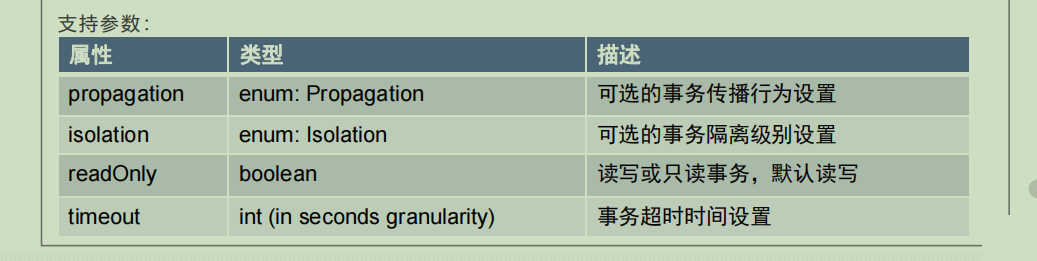 支持参数：
属性 类型 描述
propagation enum: Propagation 可选的事务传播行为设置
isolation enum: Isolation 可选的事务隔离级别设置
readOnly boolean 读写或只读事务，默认读写
timeout int (in seconds granularity) 事务超时时间设置